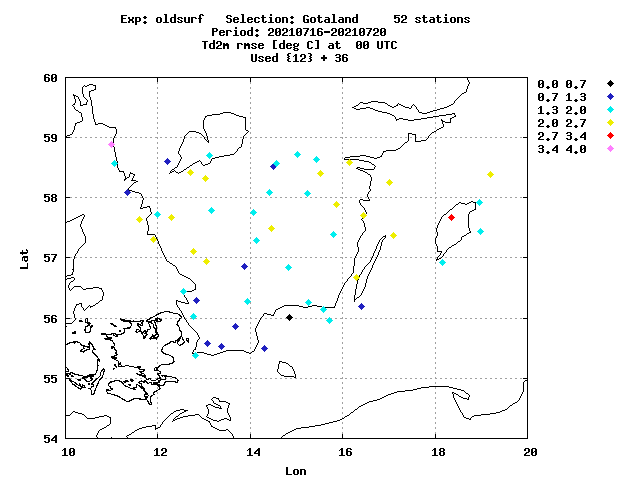 Exp: oldsurf   Selection: Gotaland     52 stations
Period: 20210716-20210720
Td2m rmse [deg C] at  00 UTC
Used {12} + 36
60
59
58
57
56
55
54
Lat
10 12 14 16 18 20
Lon
0.0 0.7
0.7 1.3
1.3 2.0
2.0 2.7
2.7 3.4
3.4 4.0